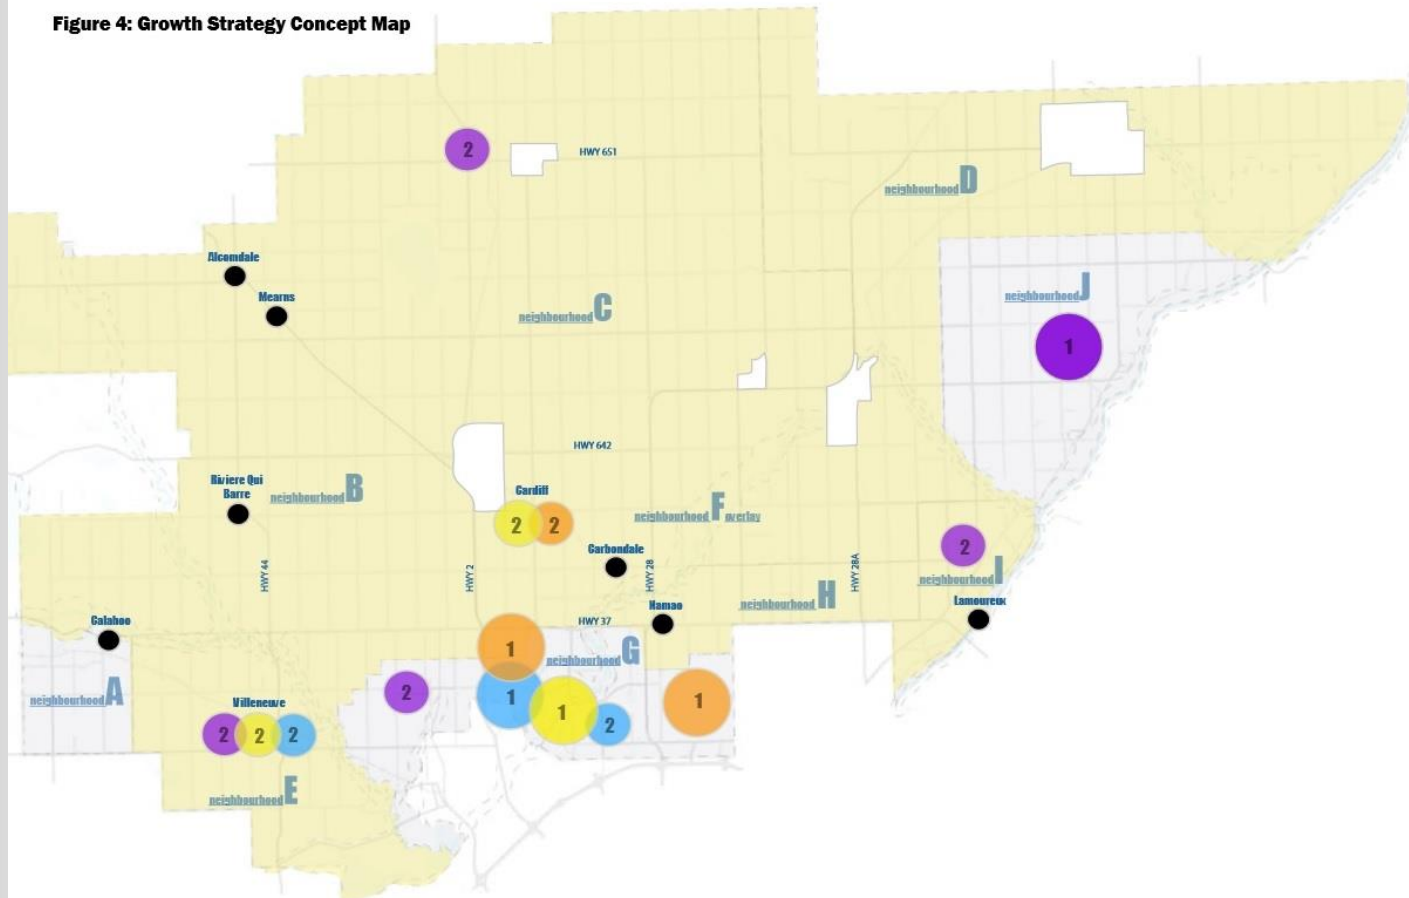 Figure 4: Growth Strategy Concept Map
2
HWY 651
neighbourhood D
Alcomdale
Mearns
neighbourhood C
neighbourhood J
1
HWY 642
Riviere Qui
Barre
neighbourhood B
Cardiff
2
2
neighbourhood F overlay
Carbondale
HWY 44
HWY 2
HWY 28
HWY 28A
2
neighbourhood I
neighbourhood H
Lamoureux
Calahoo
HWY 37
Namao
1
neighbourhood G
neighbourhood A
2
1
1
2
1
Villeneuve
2
2
2
neighbourhood E